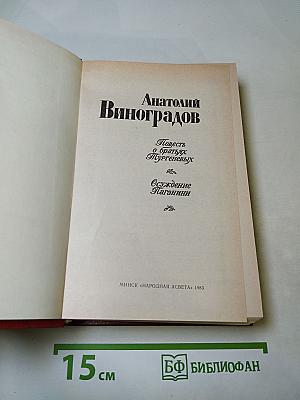 Анатолий
Виноградов
Повесть
о братьях
Тургеневых
Осуждение
Паганини
МИНСК «НАРОДНАЯ АСВЕТА» 1983
15 см
БФ БИБЛИОФАН